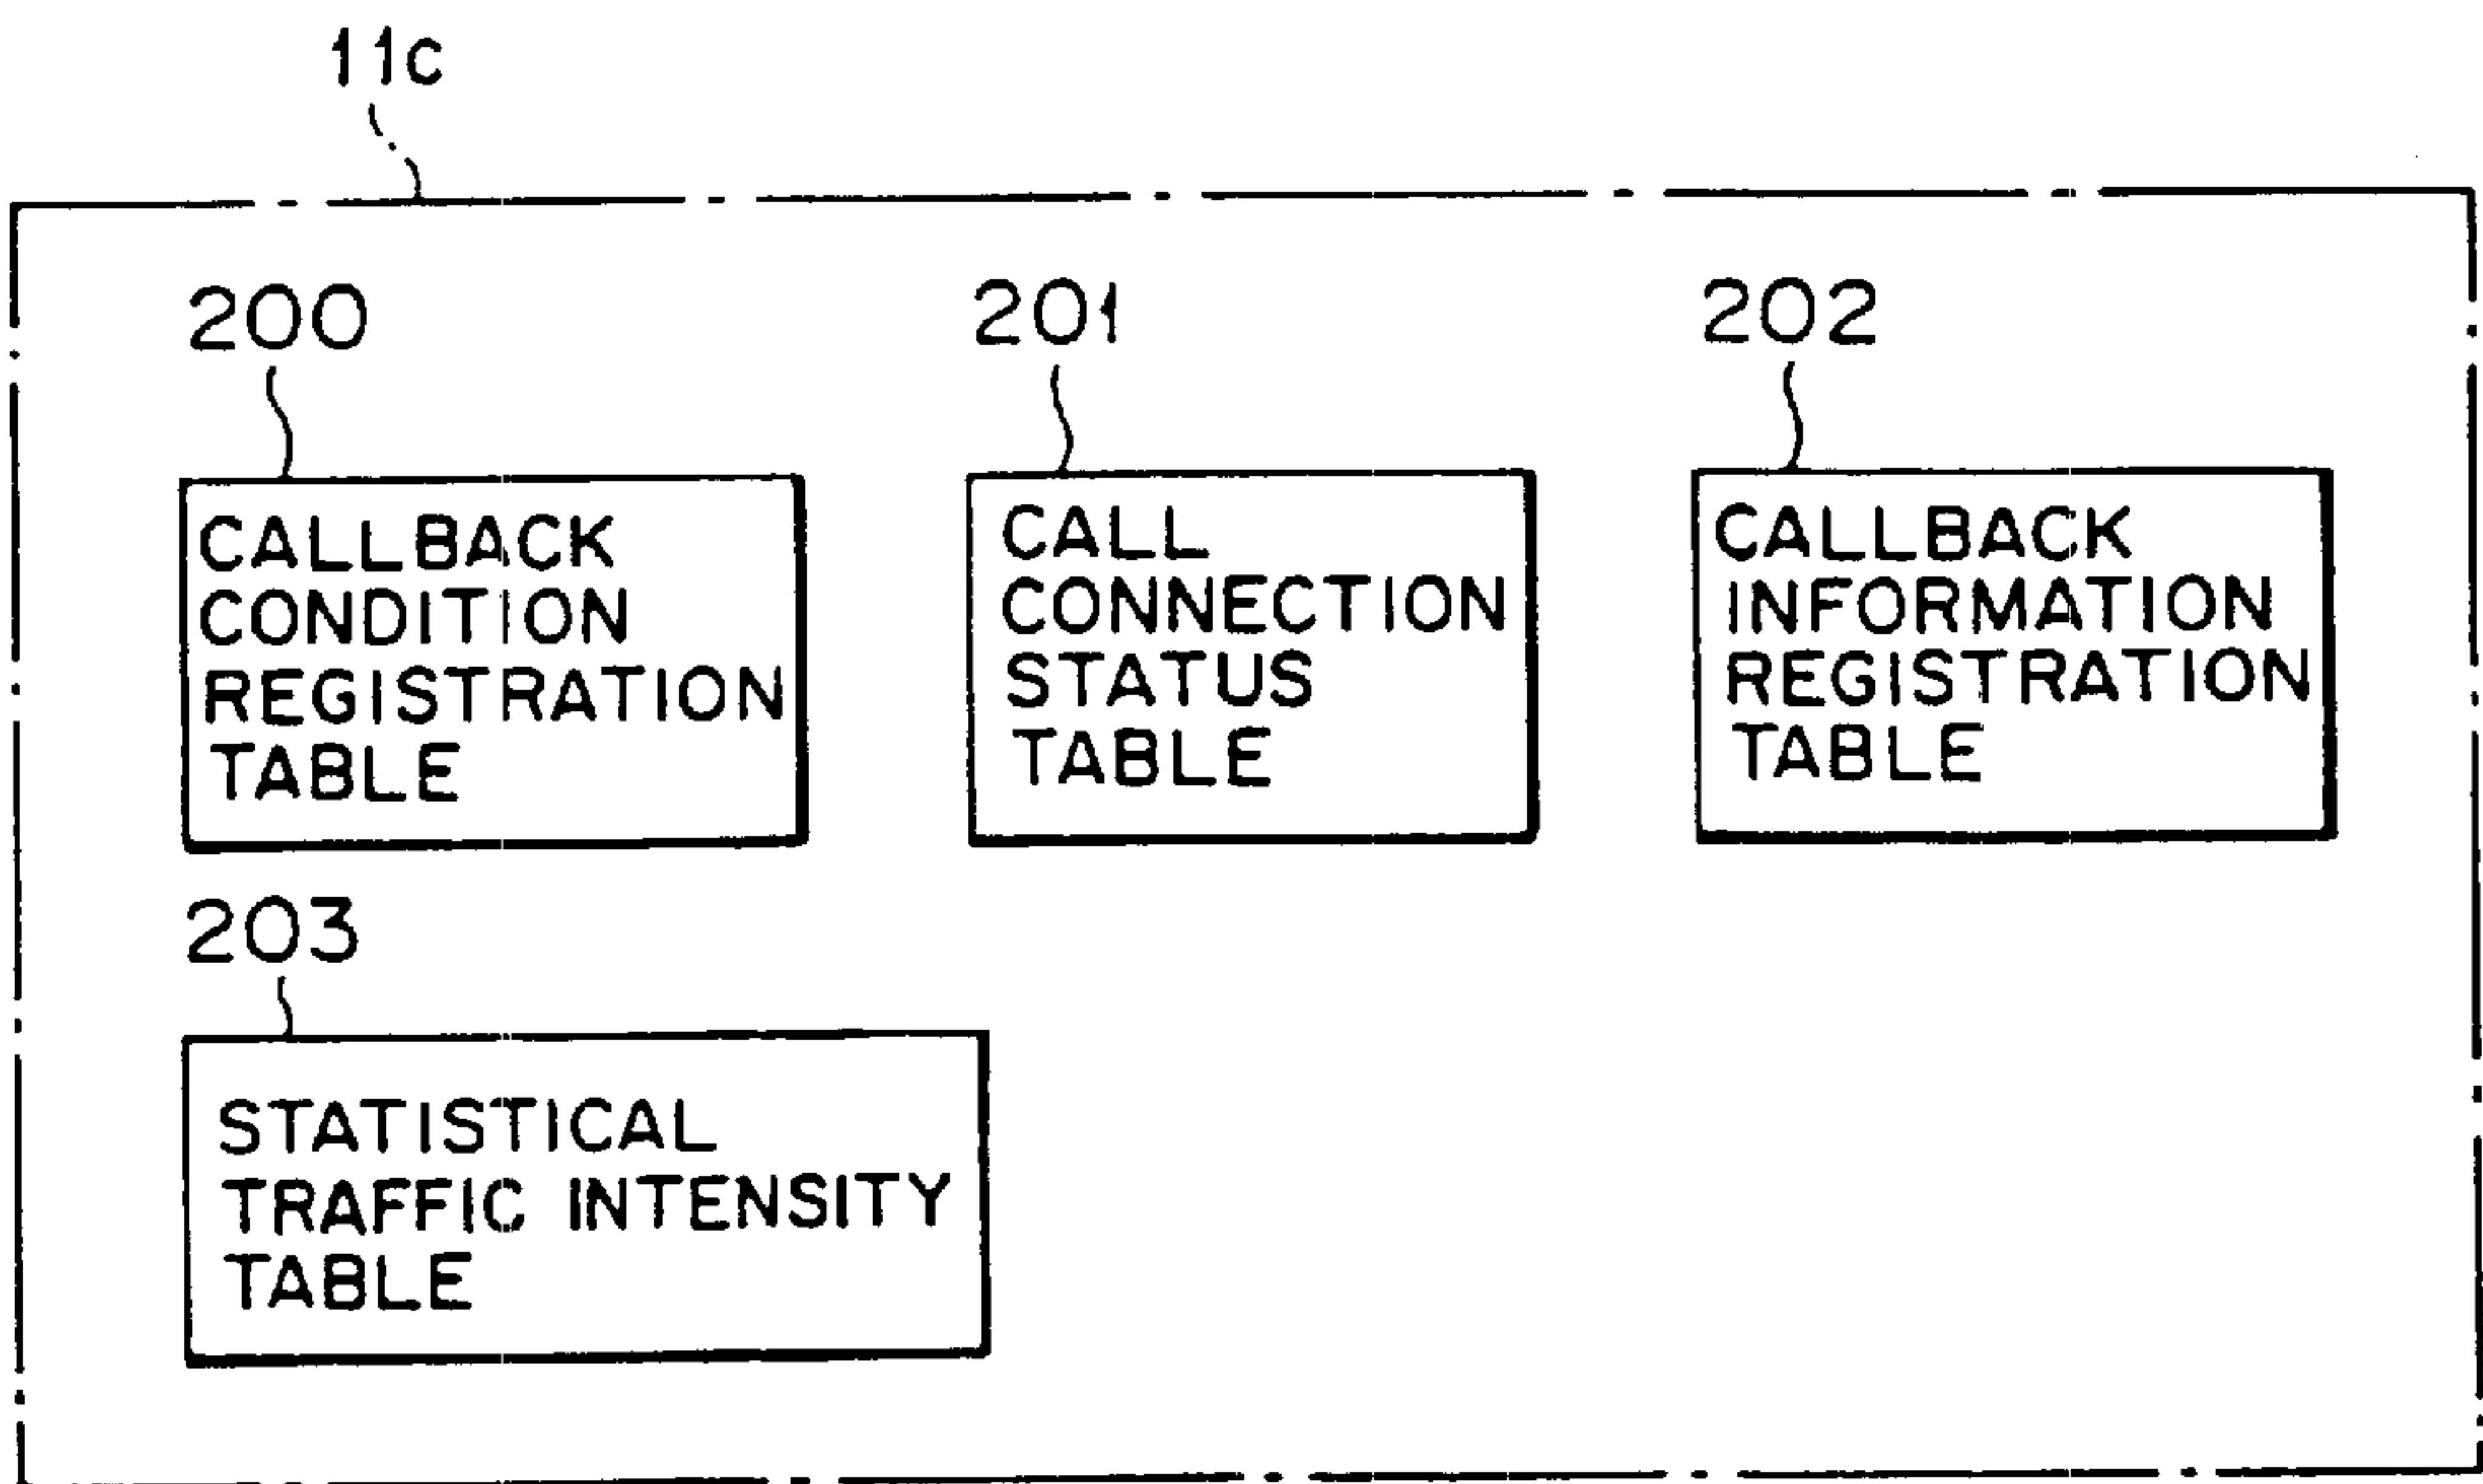 11c
200
CALLBACK
CONDITION
REGISTRATION
TABLE
201
CALL
CONNECTION
STATUS
TABLE
202
CALLBACK
INFORMATION
REGISTRATION
TABLE
203
STATISTICAL
TRAFFIC INTENSITY
TABLE